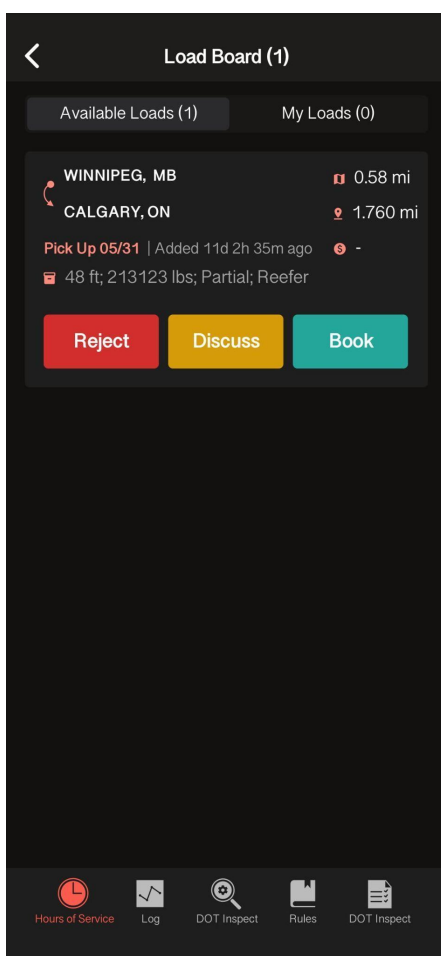 Load Board (1)
Available Loads (1) My Loads (0)
WINNIPEG, MB 0.58 mi
CALGARY, ON 1.760 mi
Pick Up 05/31 | Added 11d 2h 35m ago -
48 ft; 213123 lbs; Partial; Reefer
Reject Discuss Book
Hours of Service Log DOT Inspect Rules DOT Inspect